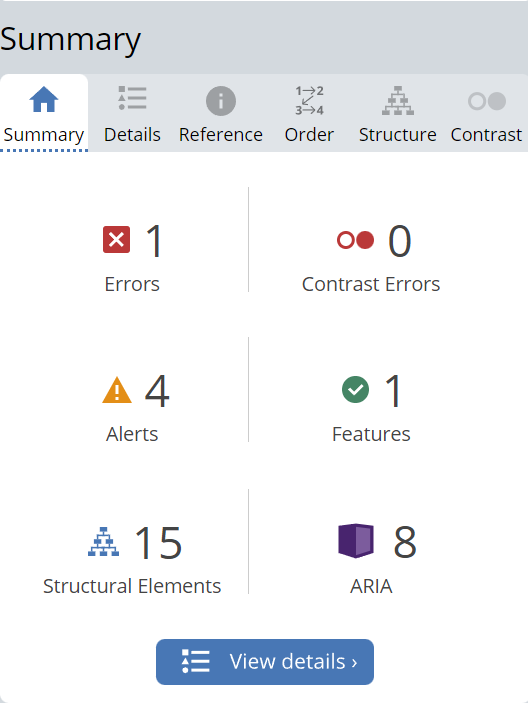 Summary
Summary Details Reference Order Structure Contrast
1→2
3→4
1 0
Errors Contrast Errors
4 1
Alerts Features
15 8
Structural Elements ARIA
View details ›